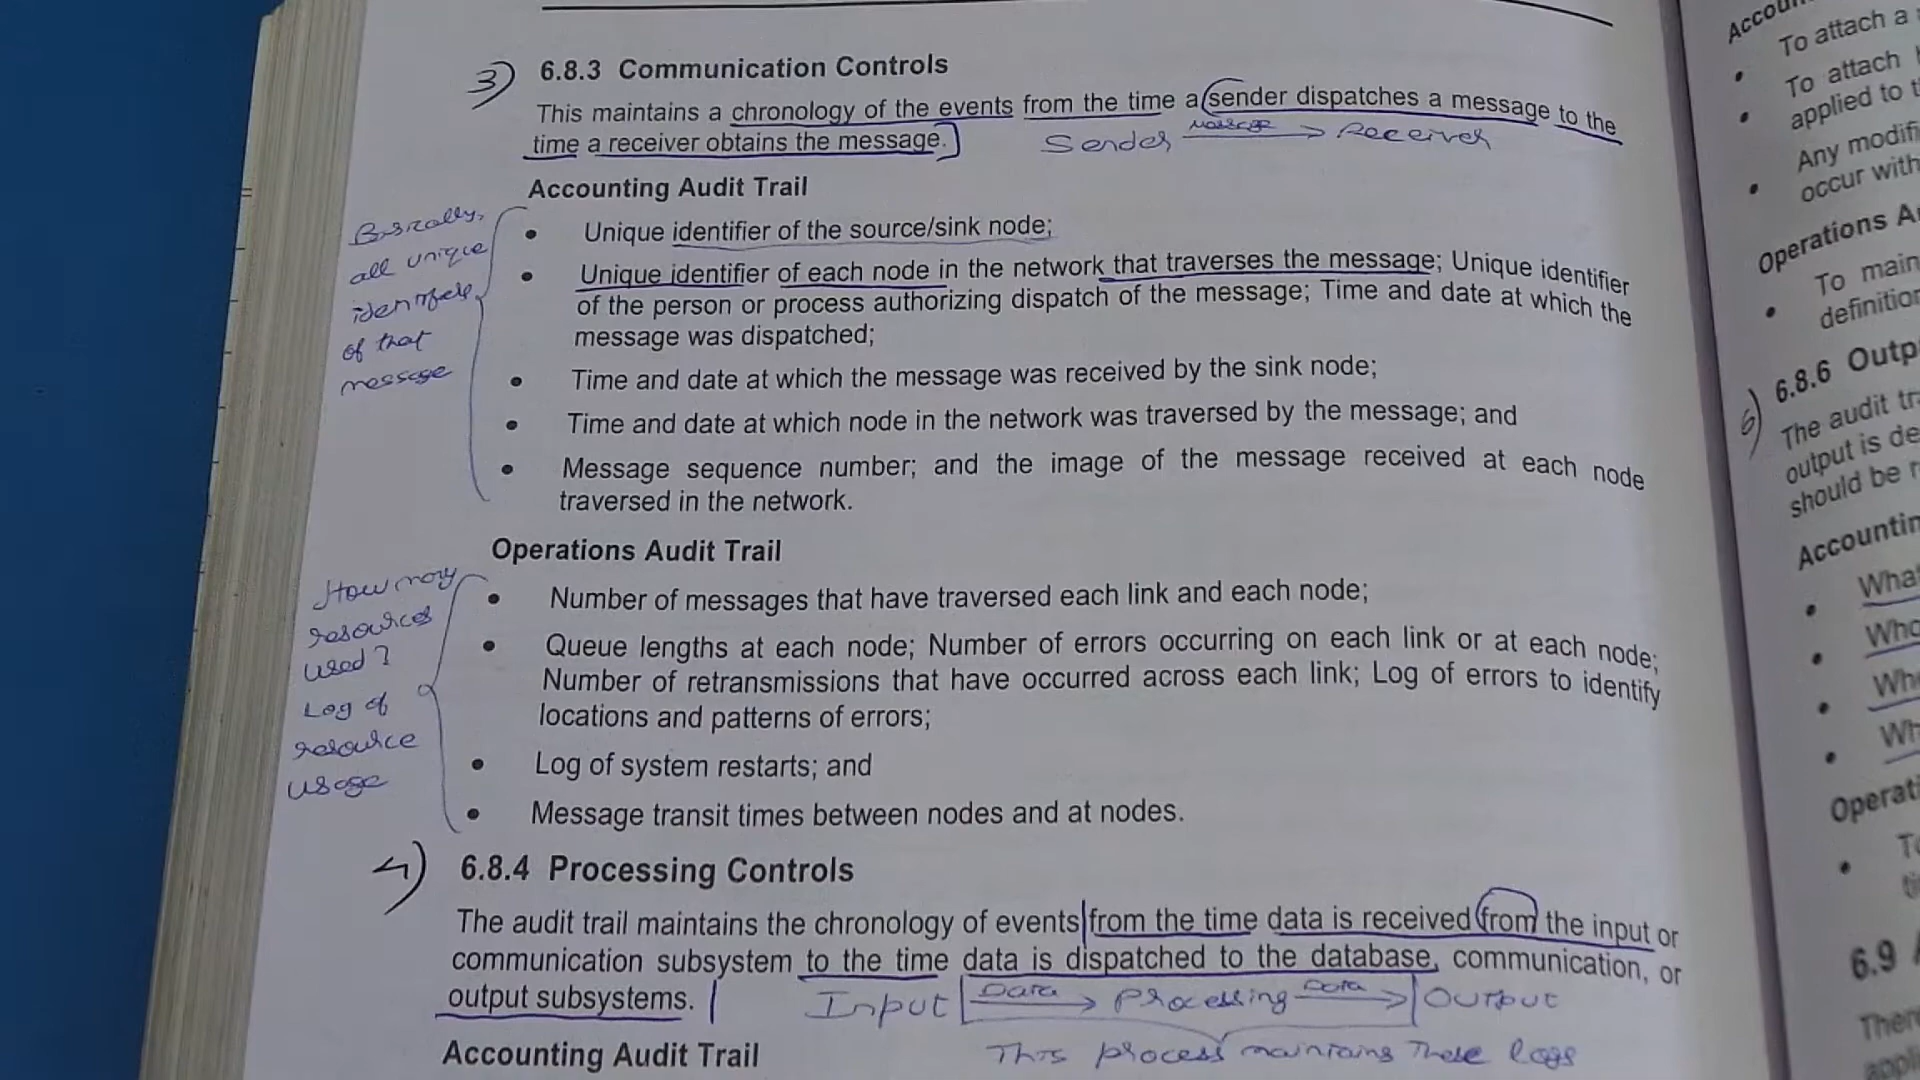 3) 6.8.3 Communication Controls
This maintains a chronology of the events from the time a sender dispatches a message to the
time a receiver obtains the message.
Sender message Receiver
Accounting Audit Trail
• Unique identifier of the source/sink node;
• Unique identifier of each node in the network that traverses the message; Unique identifier
of the person or process authorizing dispatch of the message; Time and date at which the
message was dispatched;
• Time and date at which the message was received by the sink node;
• Time and date at which node in the network was traversed by the message; and
• Message sequence number; and the image of the message received at each node
traversed in the network.
all unique
of that
message
Operations Audit Trail
• Number of messages that have traversed each link and each node;
• Queue lengths at each node; Number of errors occurring on each link or at each node;
Number of retransmissions that have occurred across each link; Log of errors to identify
locations and patterns of errors;
• Log of system restarts; and
• Message transit times between nodes and at nodes.
How many
resources
used?
Log of
resource
usage
4) 6.8.4 Processing Controls
The audit trail maintains the chronology of events from the time data is received from the input or
communication subsystem to the time data is dispatched to the database, communication, or
output subsystems.
Input Data Processing Data Output
This process maintains these logs
Accounting Audit Trail
To attach a
• To attach
applied to
• Any modifi
occur with
Operations A
• To main
definition
6) 6.8.6 Outp
The audit tr
output is de
should be r
Accountin
• What
• Who
• Wh
• Wh
Operati
•
6.9
Ther
appli